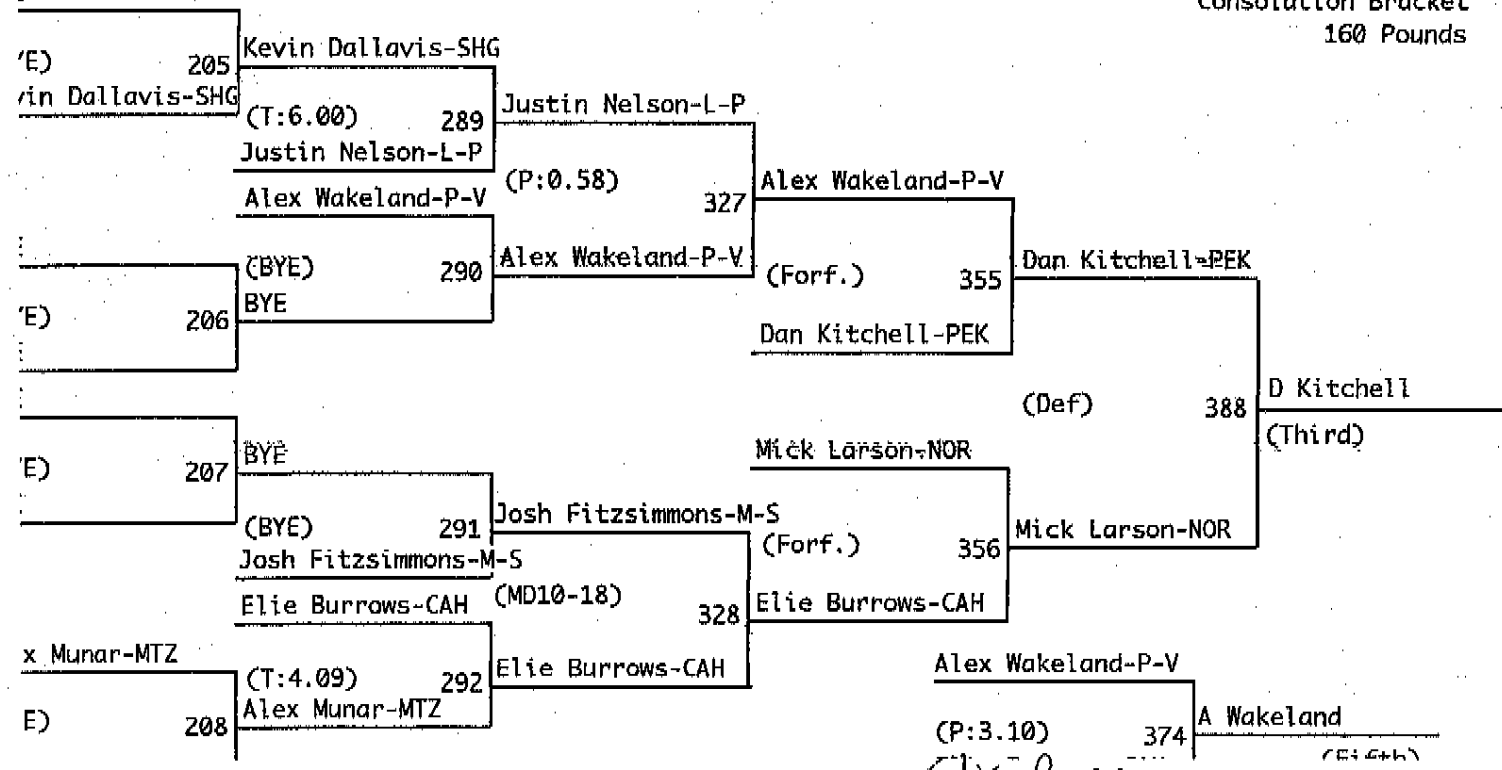 Consolation Bracket
160 Pounds
'E) 205 Kevin Dallavis-SHG
vin Dallavis-SHG
(T:6.00) 289 Justin Nelson-L-P
Justin Nelson-L-P
(P:0.58) 327 Alex Wakeland-P-V
Alex Wakeland-P-V
(BYE) 290 Alex Wakeland-P-V
(Forf.) 355 Dan Kitchell-PEK
'E) 206 BYE
Dan Kitchell-PEK
(Def) 388 D Kitchell
(Third)
'E) 207 BYE
Mick Larson-NOR
(BYE) 291 Josh Fitzsimmons-M-S
(Forf.) 356 Mick Larson-NOR
Josh Fitzsimmons-M-S
(MD10-18) 328 Elie Burrows-CAH
Elie Burrows-CAH
x Munar-MTZ
(T:4.09) 292 Elie Burrows-CAH
Alex Wakeland-P-V
E) 208 Alex Munar-MTZ
(P:3.10) 374 A Wakeland
(Fifth)